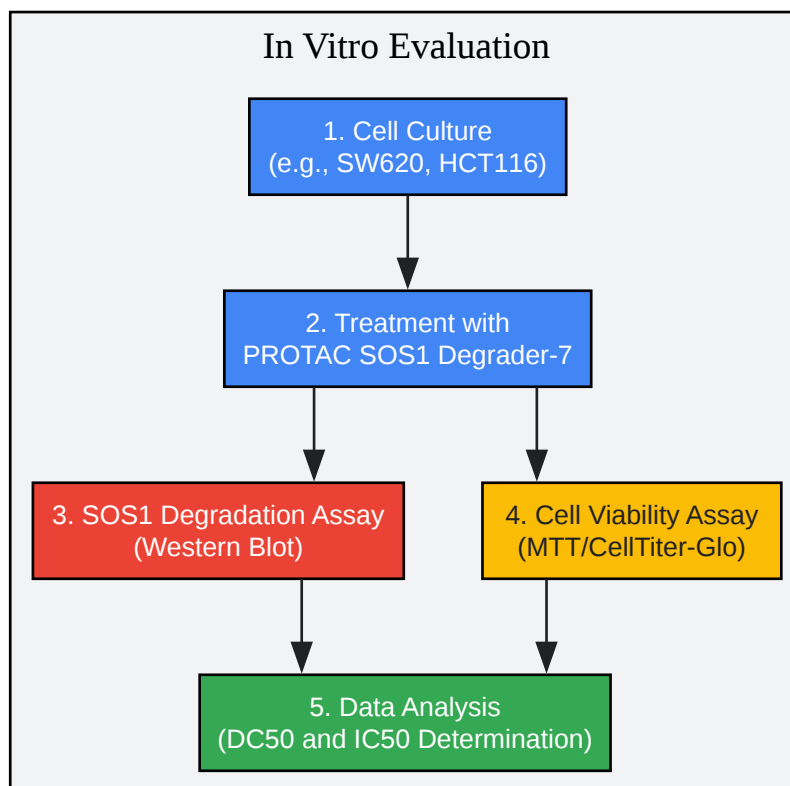 In Vitro Evaluation
1. Cell Culture
(e.g., SW620, HCT116)
2. Treatment with
PROTAC SOS1 Degrader-7
3. SOS1 Degradation Assay
(Western Blot)
4. Cell Viability Assay
(MTT/CellTiter-Glo)
5. Data Analysis
(DC50 and IC50 Determination)